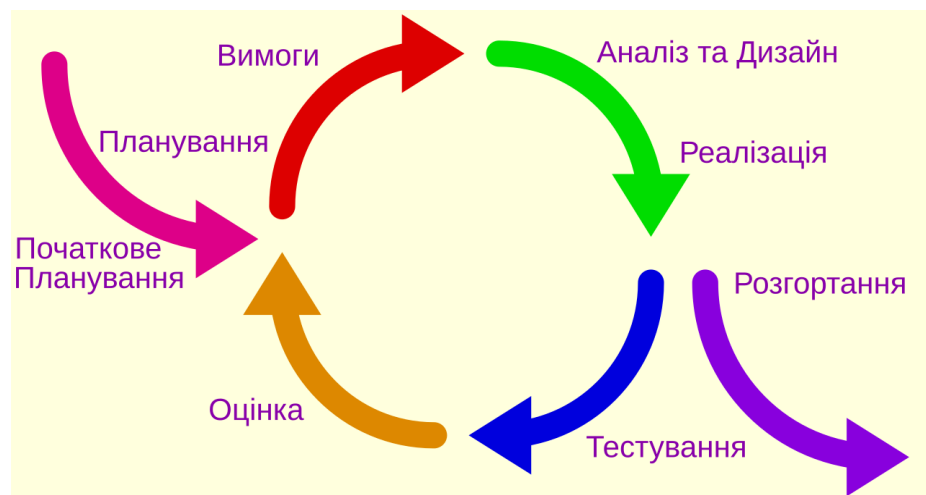 Вимоги
Аналіз та Дизайн
Планування
Реалізація
Початкове
Планування
Розгортання
Оцінка
Тестування